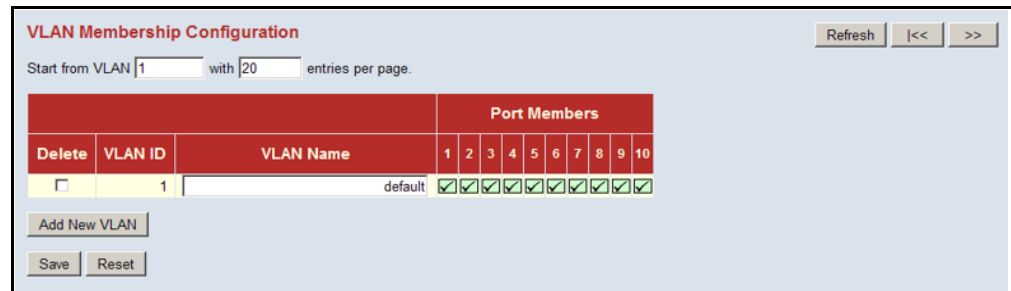 VLAN Membership Configuration
Refresh |<< >>
Start from VLAN 1 with 20 entries per page.
Port Members
Delete VLAN ID VLAN Name 1 2 3 4 5 6 7 8 9 10
1 default
Add New VLAN
Save Reset